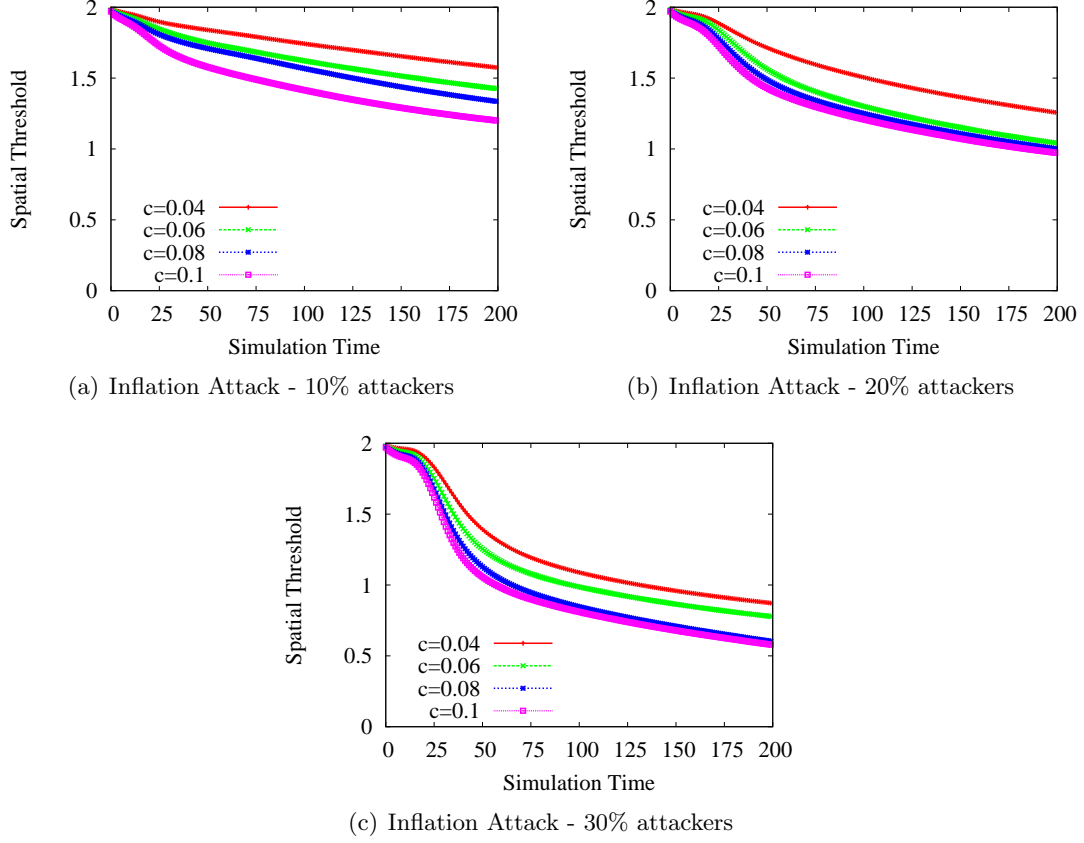 2
1.5
1
0.5
0
Spatial Threshold
c=0.04
c=0.06
c=0.08
c=0.1
0 25 50 75 100 125 150 175 200
Simulation Time
(a) Inflation Attack - 10% attackers
2
1.5
1
0.5
0
Spatial Threshold
c=0.04
c=0.06
c=0.08
c=0.1
0 25 50 75 100 125 150 175 200
Simulation Time
(b) Inflation Attack - 20% attackers
2
1.5
1
0.5
0
Spatial Threshold
c=0.04
c=0.06
c=0.08
c=0.1
0 25 50 75 100 125 150 175 200
Simulation Time
(c) Inflation Attack - 30% attackers